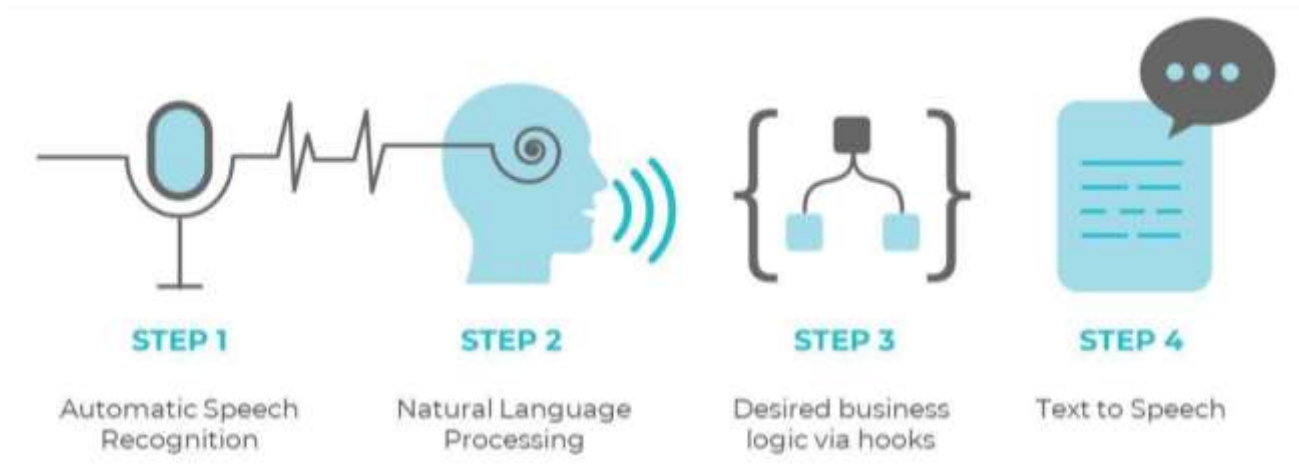 STEP 1
Automatic Speech
Recognition
STEP 2
Natural Language
Processing
STEP 3
Desired business
logic via hooks
STEP 4
Text to Speech